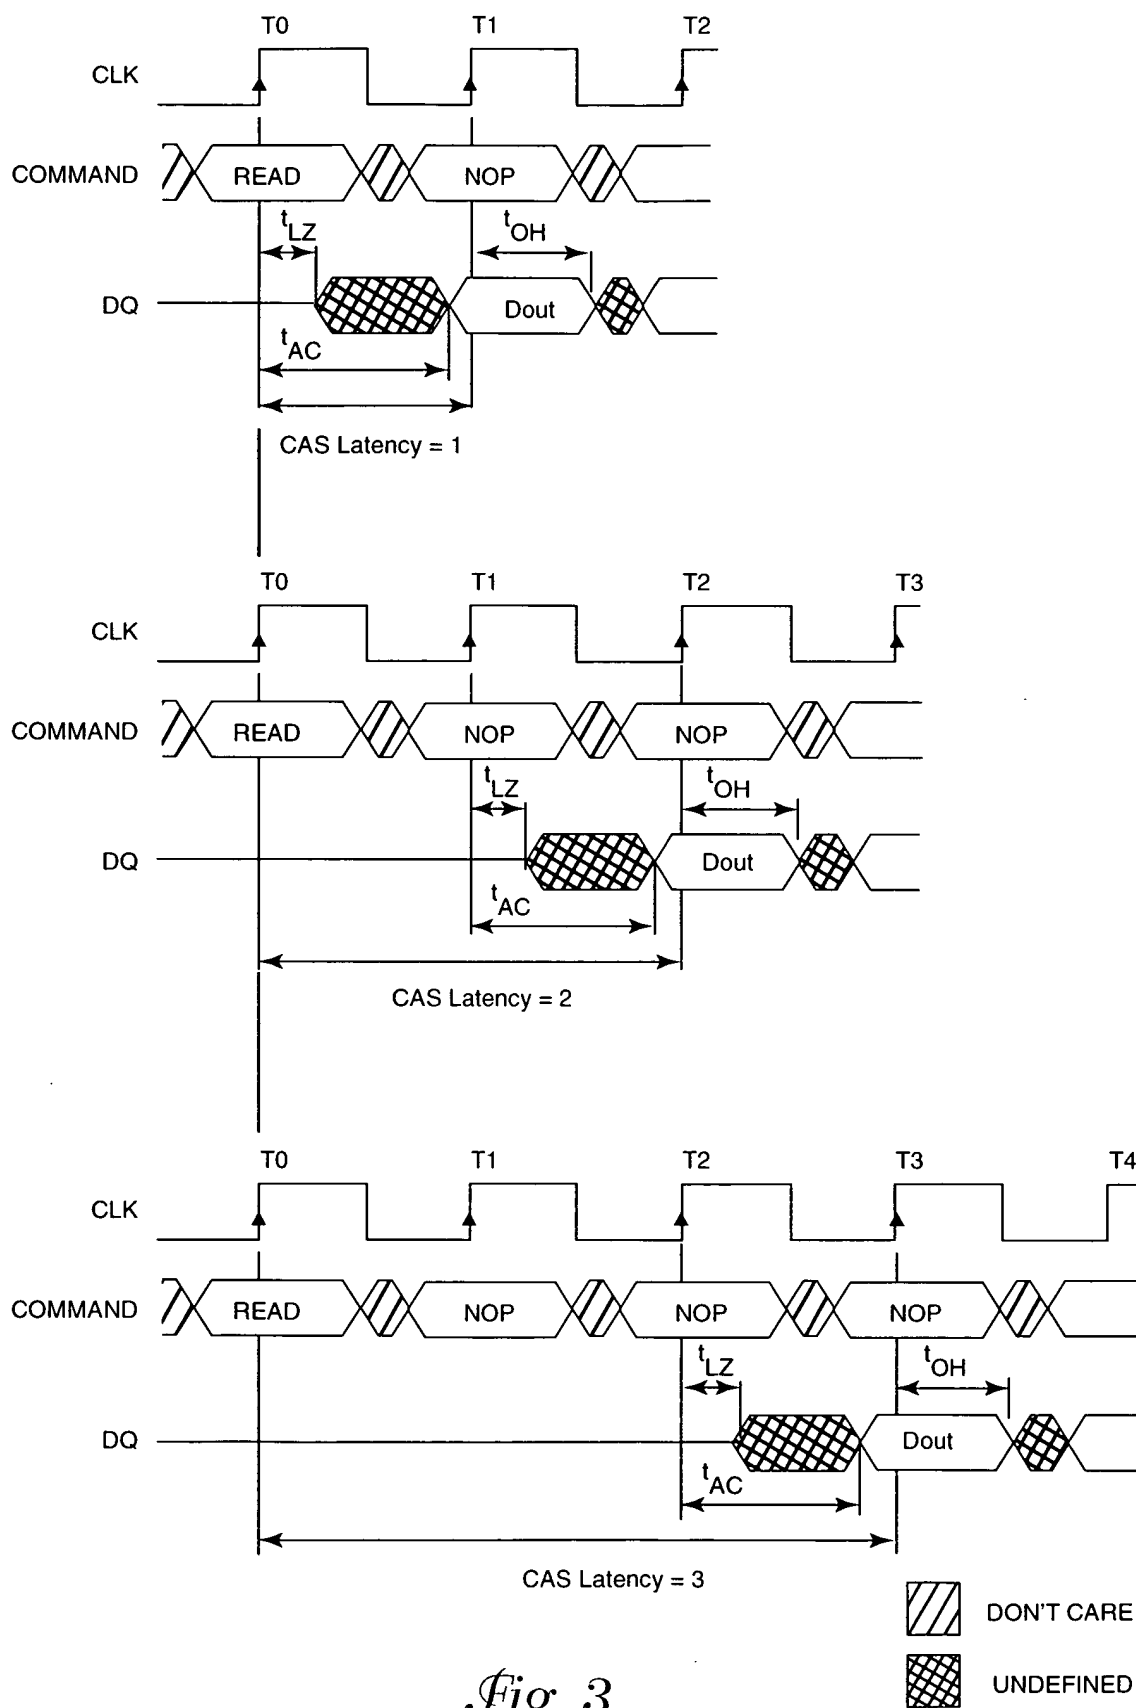 T0 T1 T2
CLK
COMMAND READ NOP
tLZ tOH
DQ Dout
tAC
CAS Latency = 1
T0 T1 T2 T3
CLK
COMMAND READ NOP NOP
tLZ tOH
DQ Dout
tAC
CAS Latency = 2
T0 T1 T2 T3 T4
CLK
COMMAND READ NOP NOP NOP
tLZ tOH
DQ Dout
tAC
CAS Latency = 3
DON'T CARE
UNDEFINED
Fig. 3